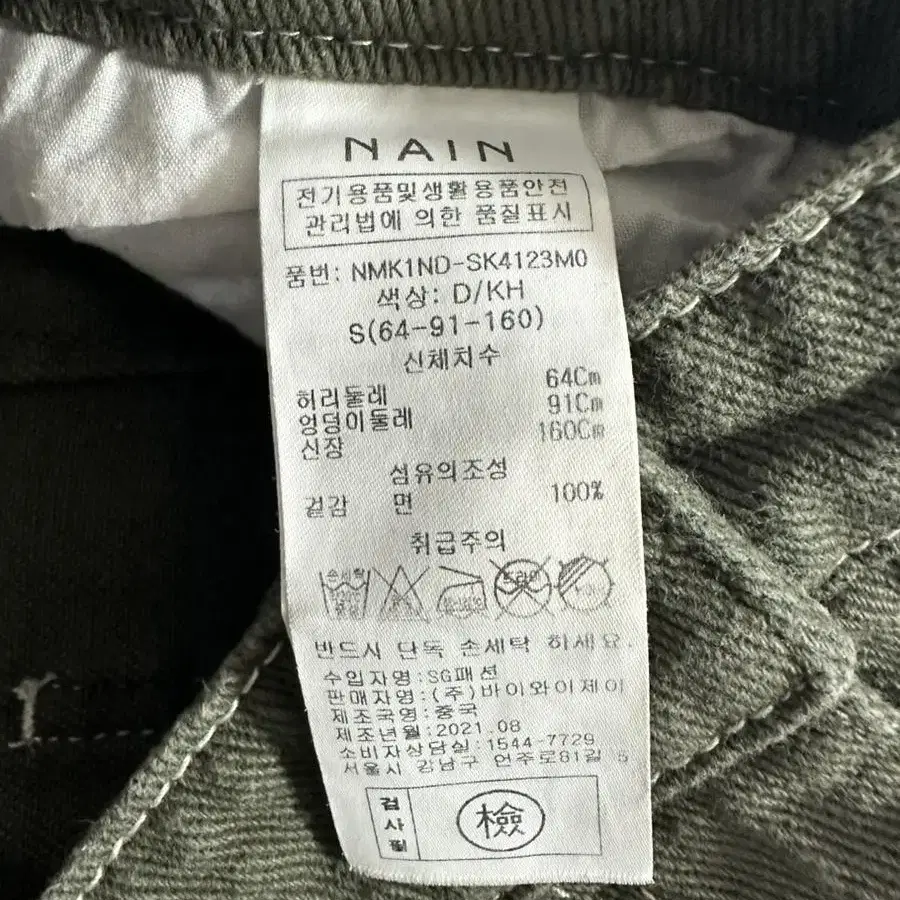 NAIN
전기용품및생활용품안전
관리법에 의한 품질표시
품번: NMK1ND-SK4123M0
색상: D/KH
S(64-91-160)
신체치수
허리둘레 64Cm
엉덩이둘레 91Cm
신장 160Cm
섬유의조성
겉감 면 100%
취급주의
손세탁
드라이
반드시 단독 손세탁 하세요.
수입자명:SG패션
판매자명:(주)바이와이제이
제조국명:중국
제조년월:2021.08
소비자상담실:1544-7729
서울시 강남구 언주로81길 5
검사필
檢